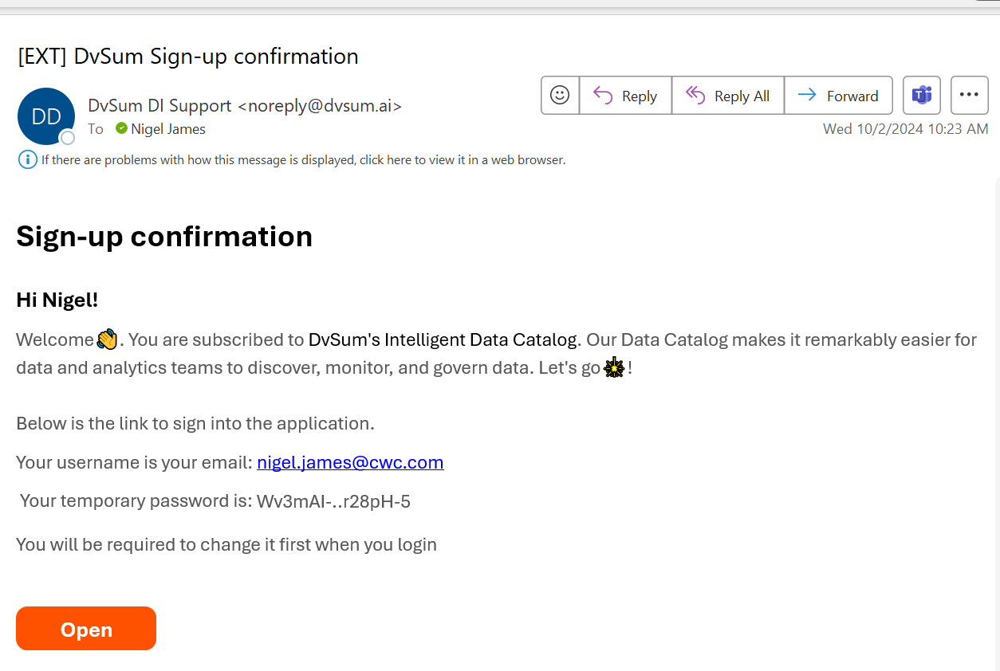 [EXT] DvSum Sign-up confirmation
DD
DvSum DI Support <noreply@dvsum.ai>
Reply
Reply All
Forward
To Nigel James
Wed 10/2/2024 10:23 AM
If there are problems with how this message is displayed, click here to view it in a web browser.
Sign-up confirmation
Hi Nigel!
Welcome👋. You are subscribed to DvSum's Intelligent Data Catalog. Our Data Catalog makes it remarkably easier for
data and analytics teams to discover, monitor, and govern data. Let's go !
Below is the link to sign into the application.
Your username is your email: nigel.james@cwc.com
Your temporary password is: Wv3mAI-..r28pH-5
You will be required to change it first when you login
Open